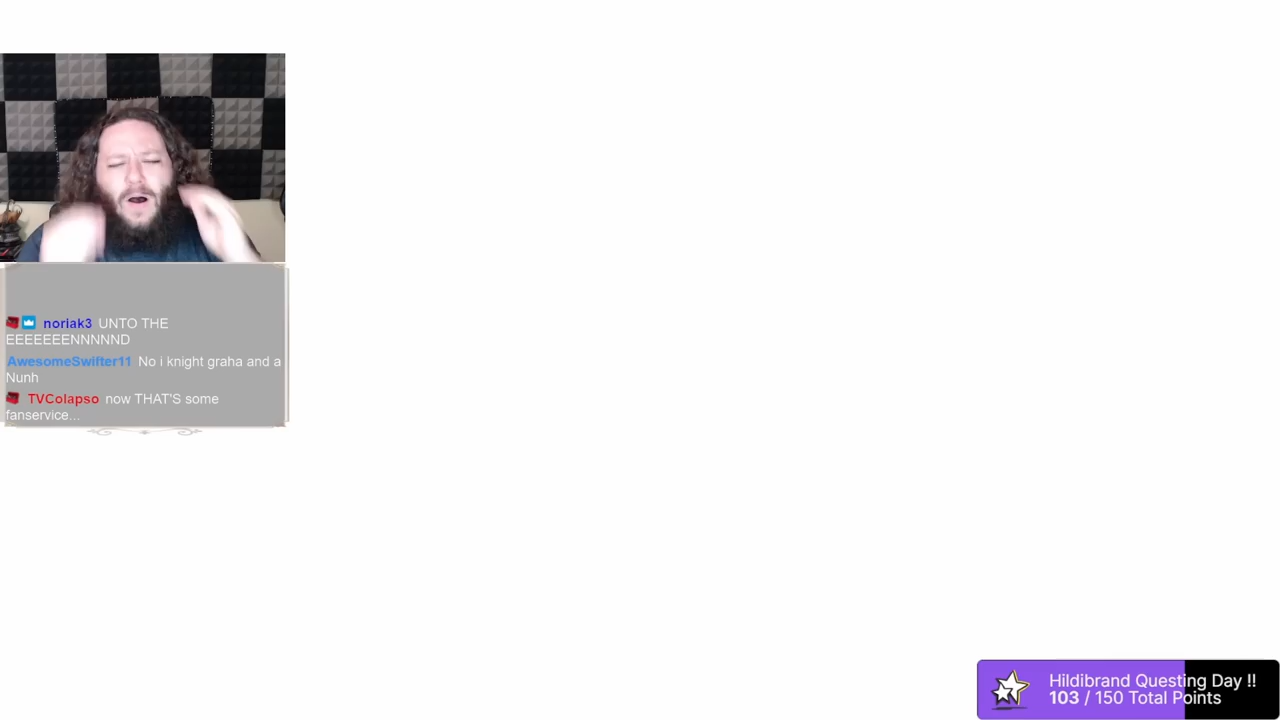 noriak3 UNTO THE
EEEEEEENNNNND
AwesomeSwifter11 No i knight graha and a
Nunh
TVColapso now THAT'S some
fanservice...
Hildibrand Questing Day !!
103 / 150 Total Points